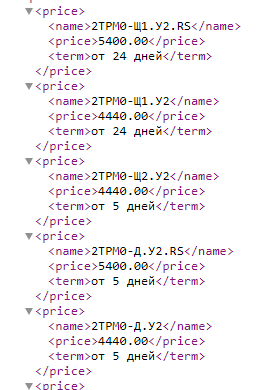 ▼<price>
<name>2ТРМ0-Щ1.У2.RS</name>
<price>5400.00</price>
<term>от 24 дней</term>
</price>
▼<price>
<name>2ТРМ0-Щ1.У2</name>
<price>4440.00</price>
<term>от 24 дней</term>
</price>
▼<price>
<name>2ТРМ0-Щ2.У2</name>
<price>4440.00</price>
<term>от 5 дней</term>
</price>
▼<price>
<name>2ТРМ0-Д.У2.RS</name>
<price>5400.00</price>
<term>от 5 дней</term>
</price>
▼<price>
<name>2ТРМ0-Д.У2</name>
<price>4440.00</price>
<term>от 5 дней</term>
</price>
▼<price>